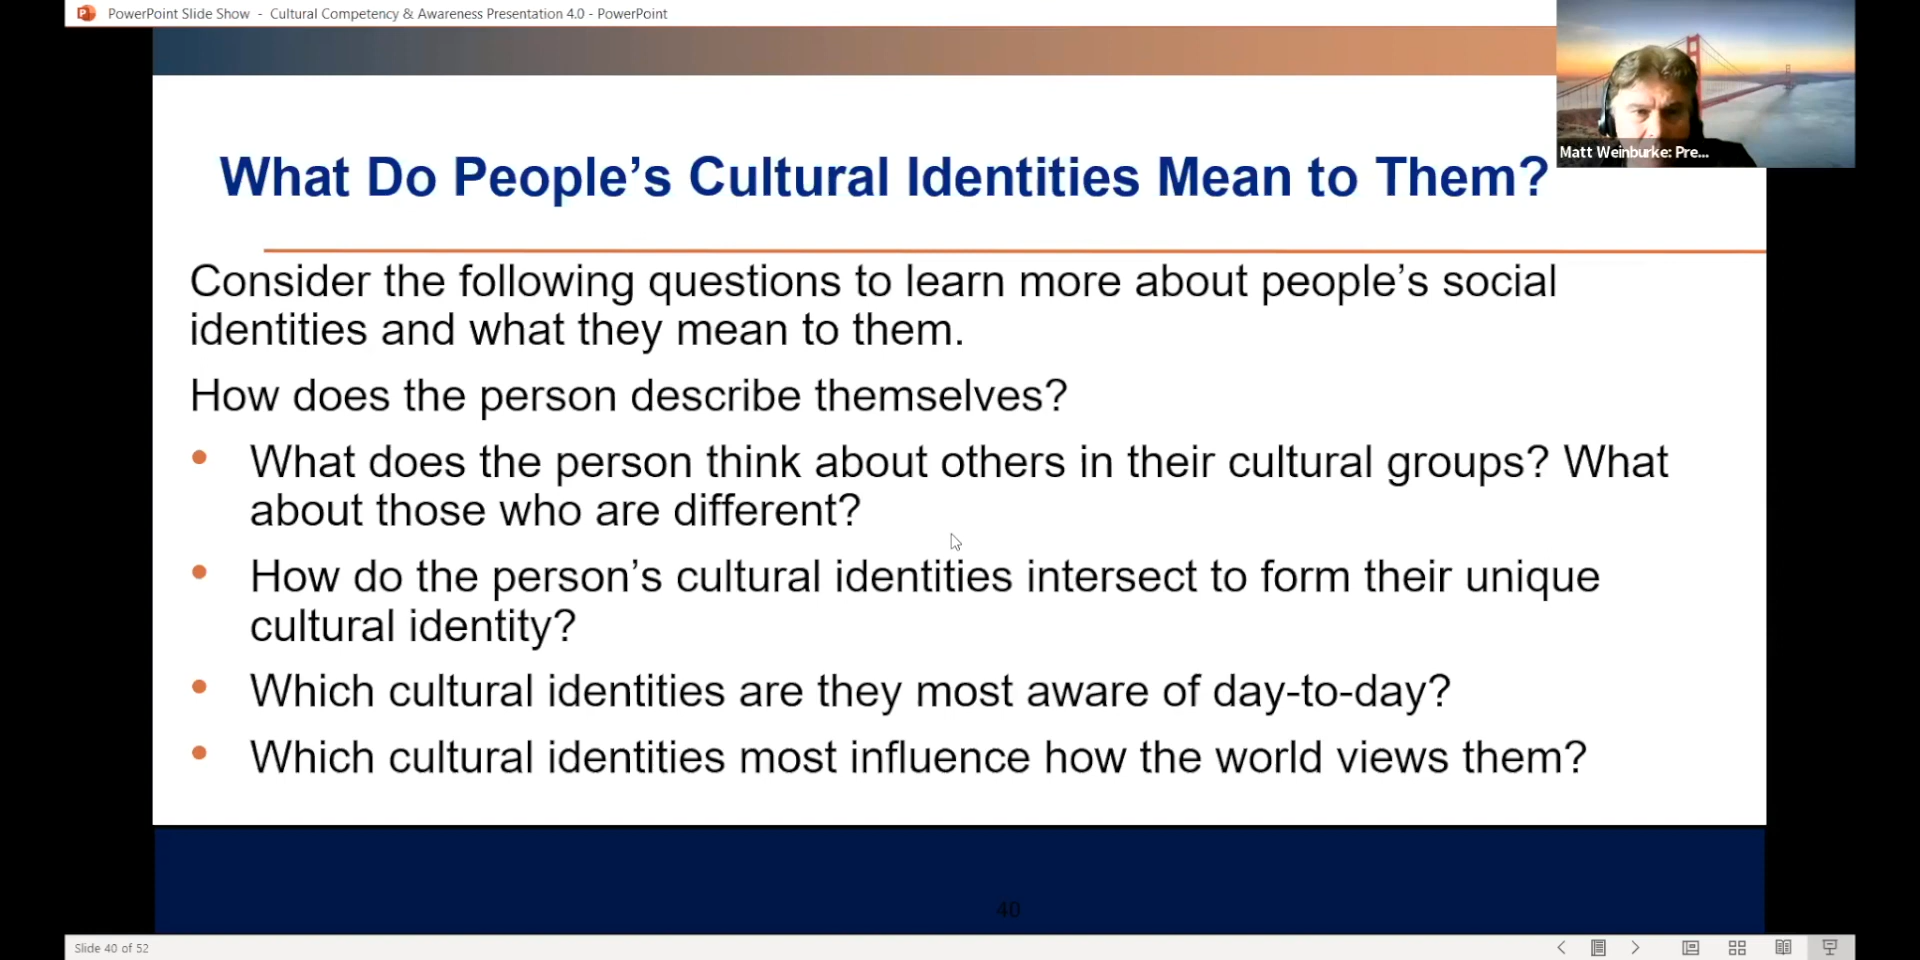 PowerPoint Slide Show - Cultural Competency & Awareness Presentation 4.0 - PowerPoint
Matt Weinburke: Pre...
What Do People’s Cultural Identities Mean to Them?
Consider the following questions to learn more about people’s social
identities and what they mean to them.
How does the person describe themselves?
• What does the person think about others in their cultural groups? What
about those who are different?
• How do the person’s cultural identities intersect to form their unique
cultural identity?
• Which cultural identities are they most aware of day-to-day?
• Which cultural identities most influence how the world views them?
40
Slide 40 of 52